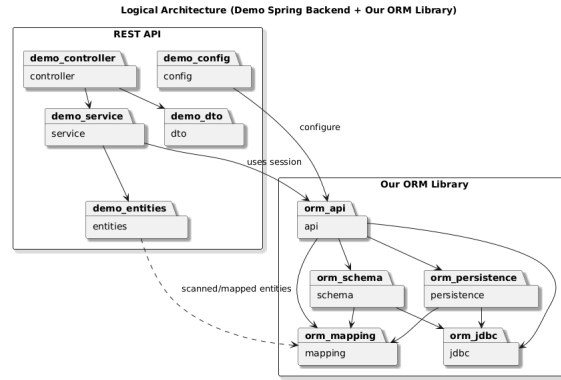 Logical Architecture (Demo Spring Backend + Our ORM Library)
REST API
demo_controller
controller
demo_config
config
demo_service
service
demo_dto
dto
configure
uses session
demo_entities
entities
Our ORM Library
orm_api
api
orm_schema
schema
orm_persistence
persistence
scanned/mapped entities
orm_mapping
mapping
orm_jdbc
jdbc